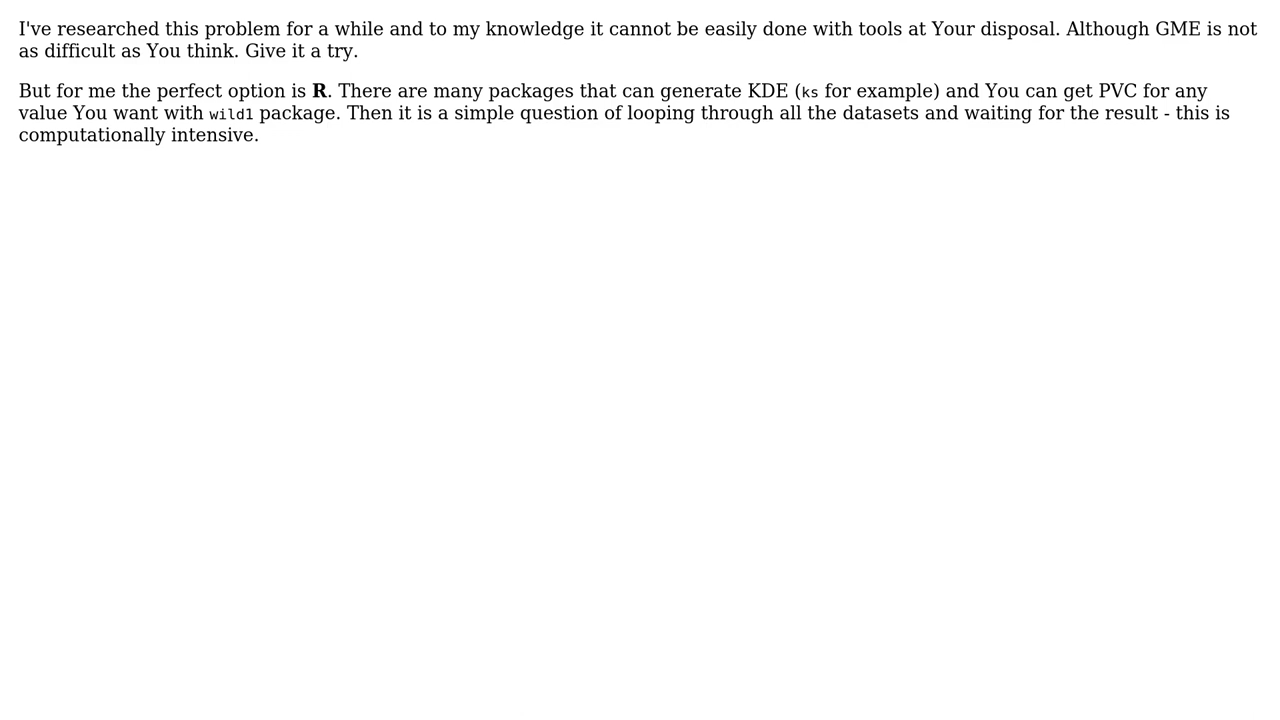 I've researched this problem for a while and to my knowledge it cannot be easily done with tools at Your disposal. Although GME is not
as difficult as You think. Give it a try.
But for me the perfect option is R. There are many packages that can generate KDE (ks for example) and You can get PVC for any
value You want with wild1 package. Then it is a simple question of looping through all the datasets and waiting for the result - this is
computationally intensive.